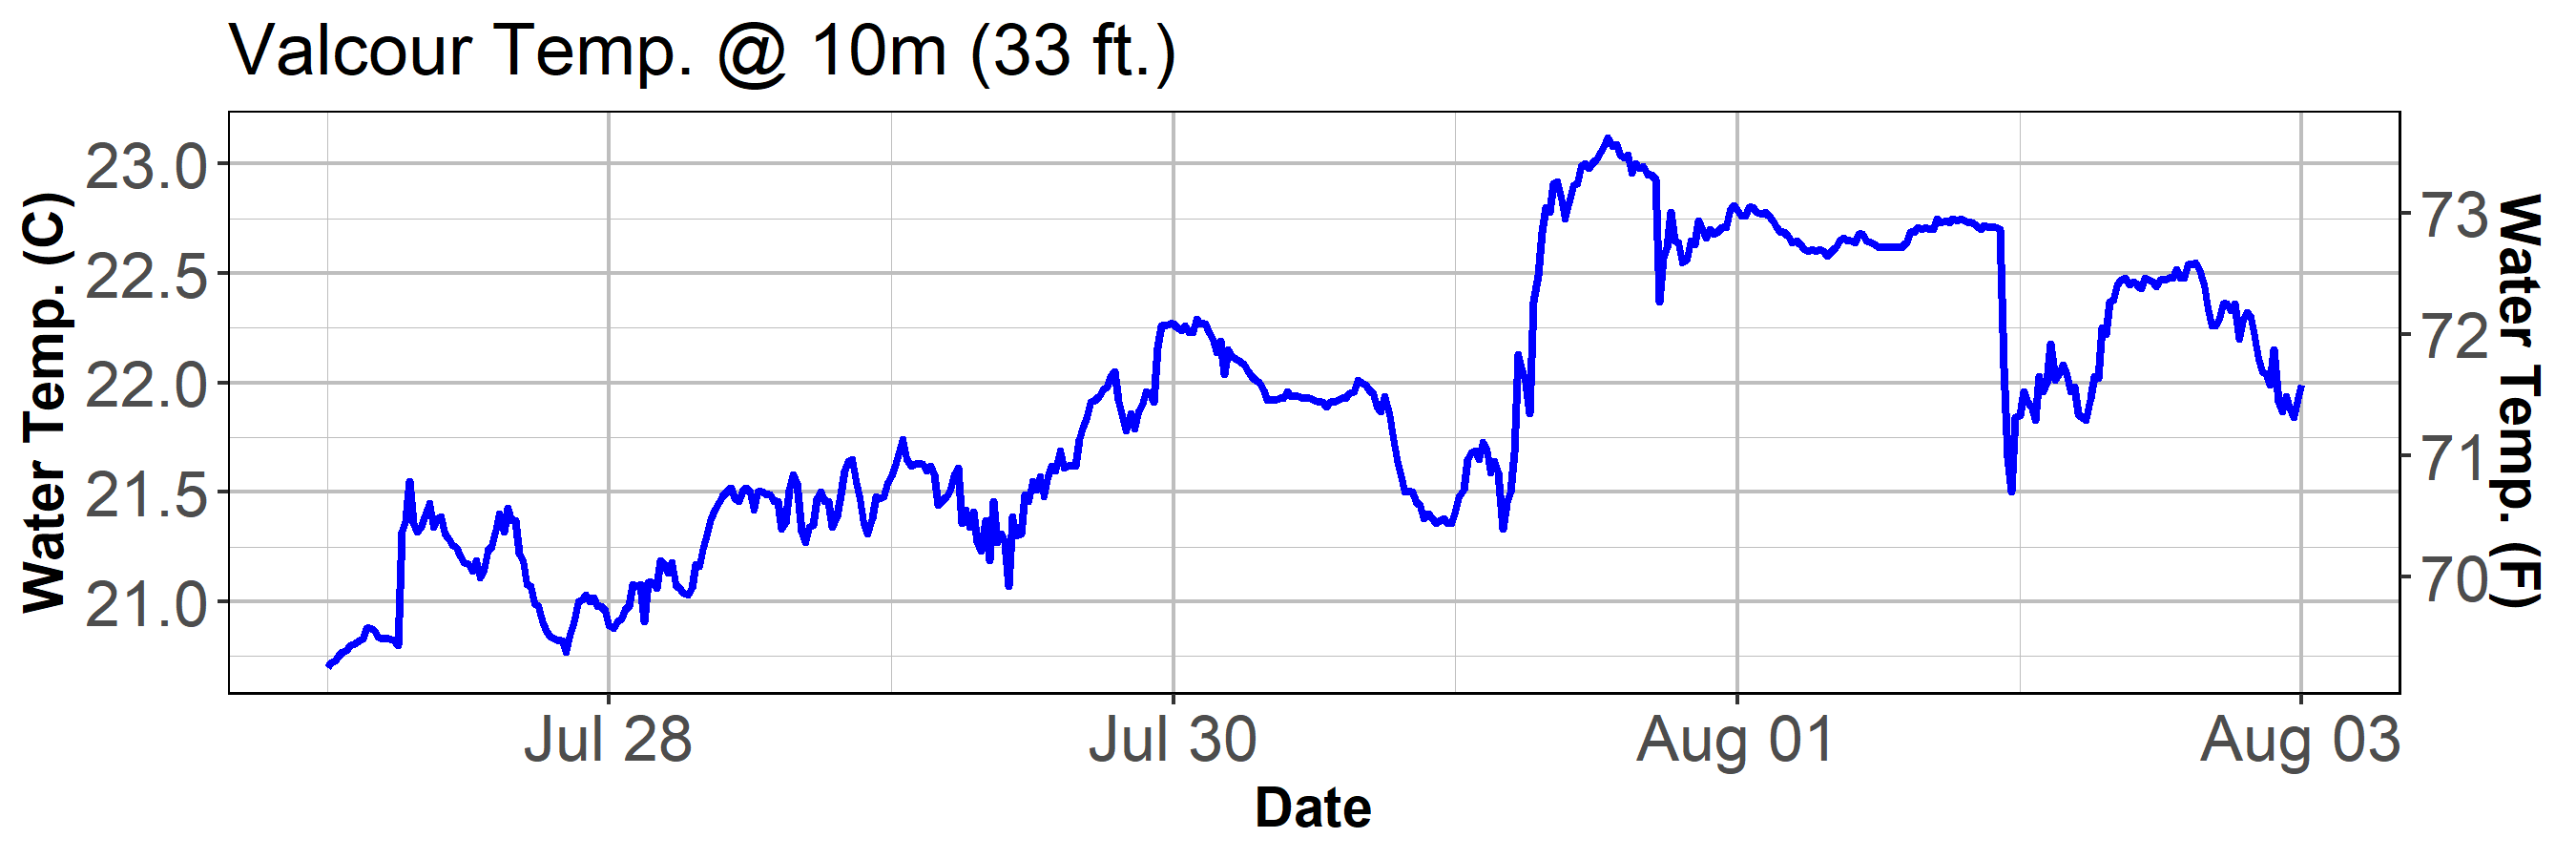 Valcour Temp. @ 10m (33 ft.)
Water Temp. (C)
23.0
22.5
22.0
21.5
21.0
73
72
71
70
Water Temp. (F)
Jul 28
Jul 30
Aug 01
Aug 03
Date